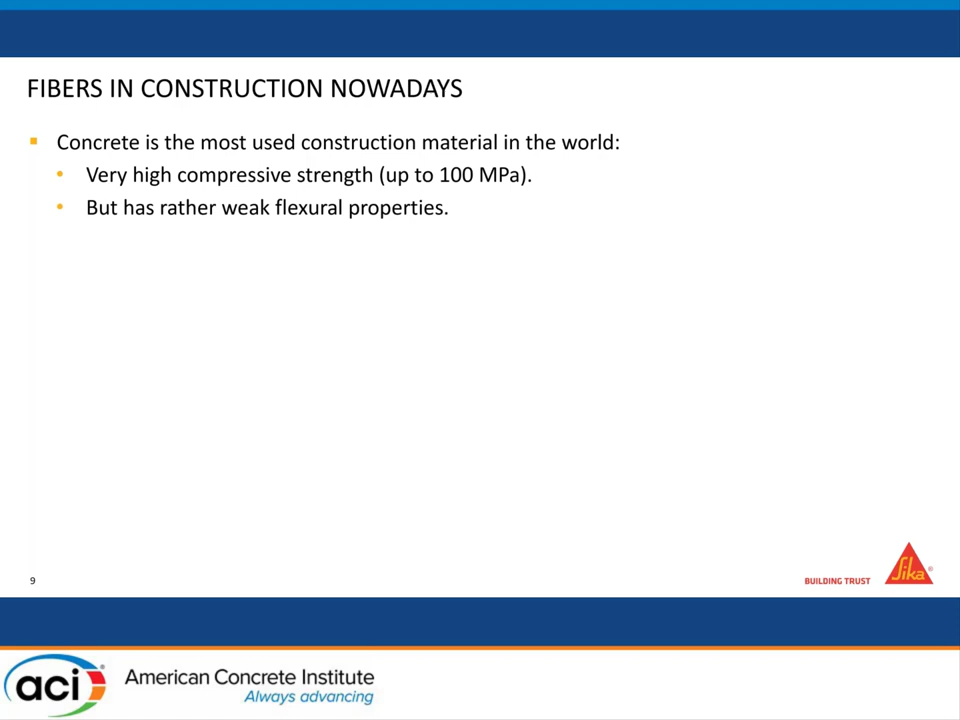 FIBERS IN CONSTRUCTION NOWADAYS
▪ Concrete is the most used construction material in the world:
• Very high compressive strength (up to 100 MPa).
• But has rather weak flexural properties.
9
BUILDING TRUST
Sika®
aci®
American Concrete Institute
Always advancing